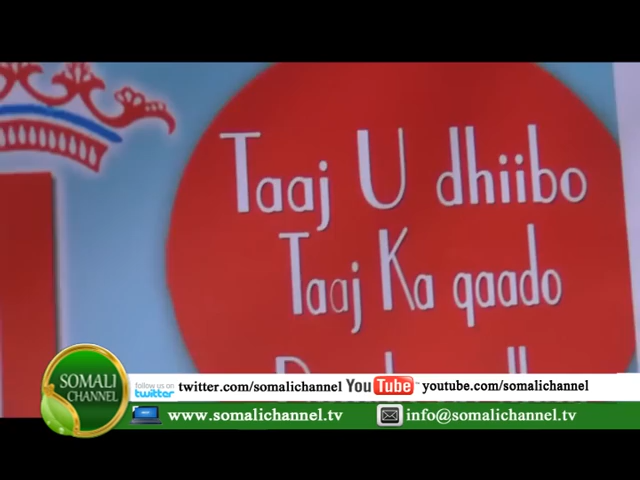 Taaj U dhiibo
Taaj Ka qaado
SOMALI
CHANNEL
follow us on
twitter
twitter.com/somalichannel
YouTube
youtube.com/somalichannel
www.somalichannel.tv
info@somalichannel.tv